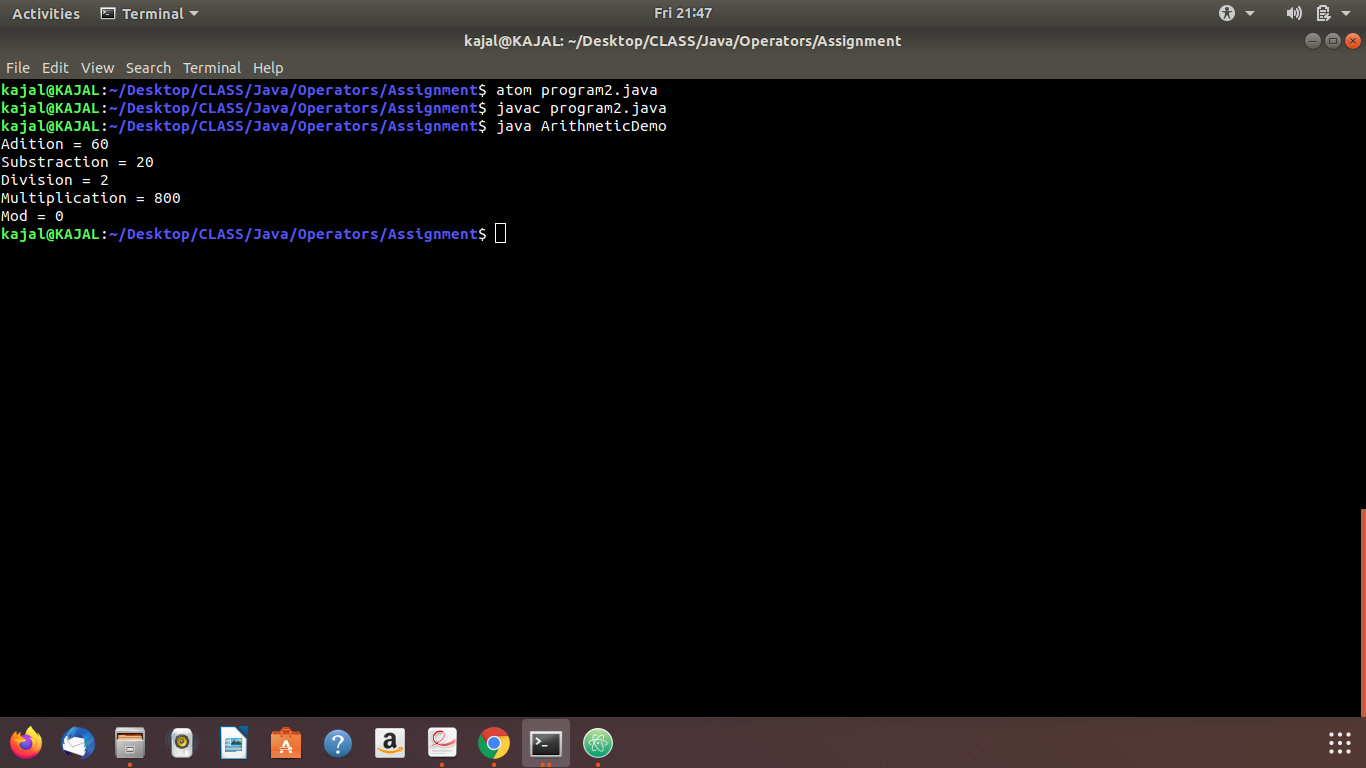 Activities Terminal Fri 21:47
kajal@KAJAL: ~/Desktop/CLASS/Java/Operators/Assignment
File Edit View Search Terminal Help
kajal@KAJAL:~/Desktop/CLASS/Java/Operators/Assignment$ atom program2.java
kajal@KAJAL:~/Desktop/CLASS/Java/Operators/Assignment$ javac program2.java
kajal@KAJAL:~/Desktop/CLASS/Java/Operators/Assignment$ java ArithmeticDemo
Adition = 60
Substraction = 20
Division = 2
Multiplication = 800
Mod = 0
kajal@KAJAL:~/Desktop/CLASS/Java/Operators/Assignment$